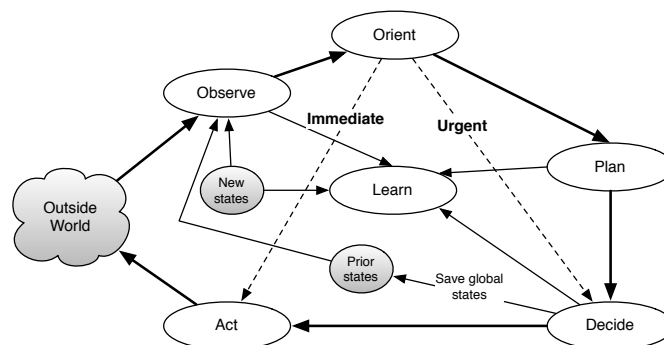 Orient
Observe
Immediate
Urgent
Plan
New
states
Learn
Outside
World
Prior
states
Save global
states
Act
Decide